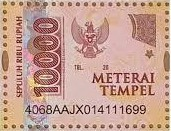 SEPULUH RIBU RUPIAH
10000
TGL. 20
METERAI
TEMPEL
4068AAJX014111699